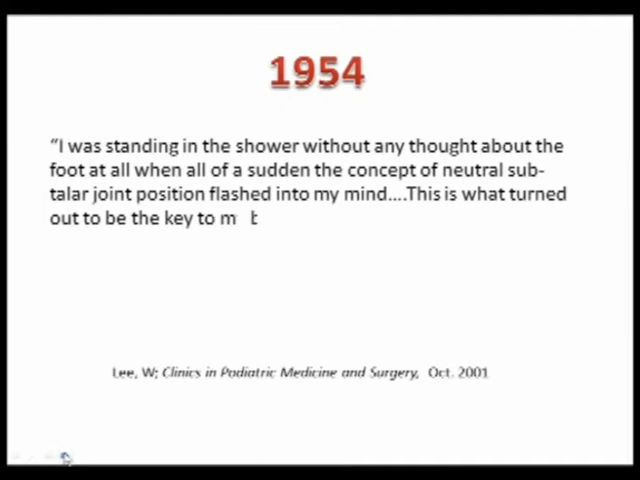 1954
“I was standing in the shower without any thought about the
foot at all when all of a sudden the concept of neutral sub-
talar joint position flashed into my mind....This is what turned
out to be the key to m
Lee, W; Clinics in Podiatric Medicine and Surgery, Oct. 2001